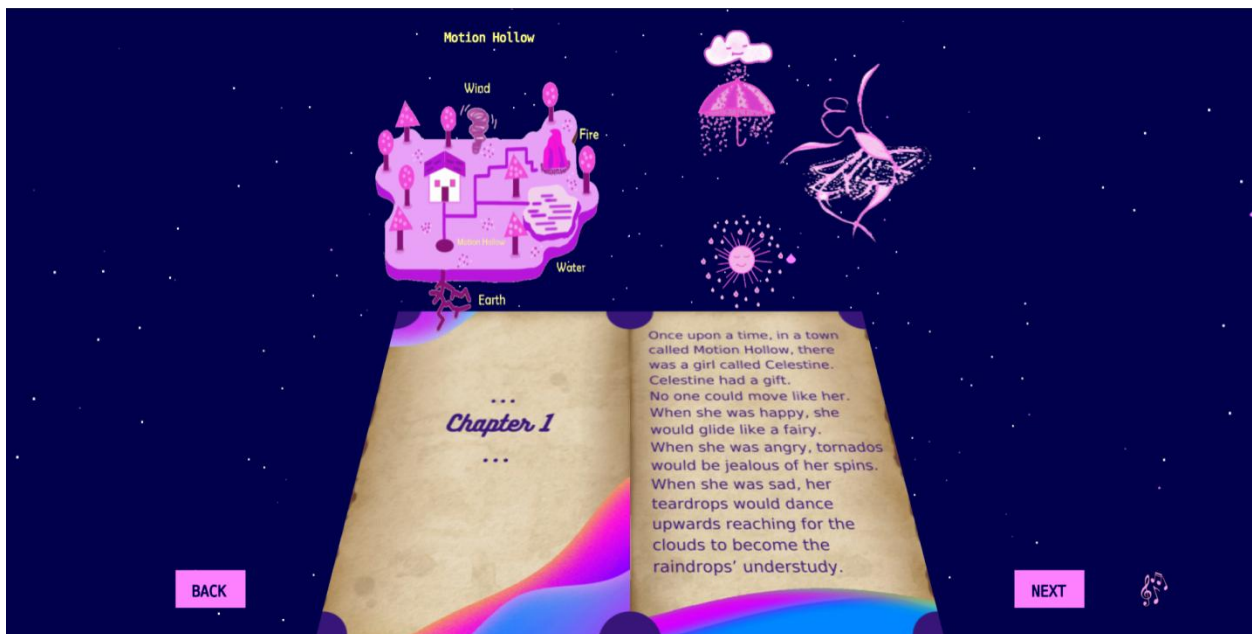 Motion Hollow
Wind
Fire
Motion Hollow
Water
Earth
...
Chapter 1
...
Once upon a time, in a town
called Motion Hollow, there
was a girl called Celestine.
Celestine had a gift.
No one could move like her.
When she was happy, she
would glide like a fairy.
When she was angry, tornados
would be jealous of her spins.
When she was sad, her
teardrops would dance
upwards reaching for the
clouds to become the
raindrops’ understudy.
BACK
NEXT